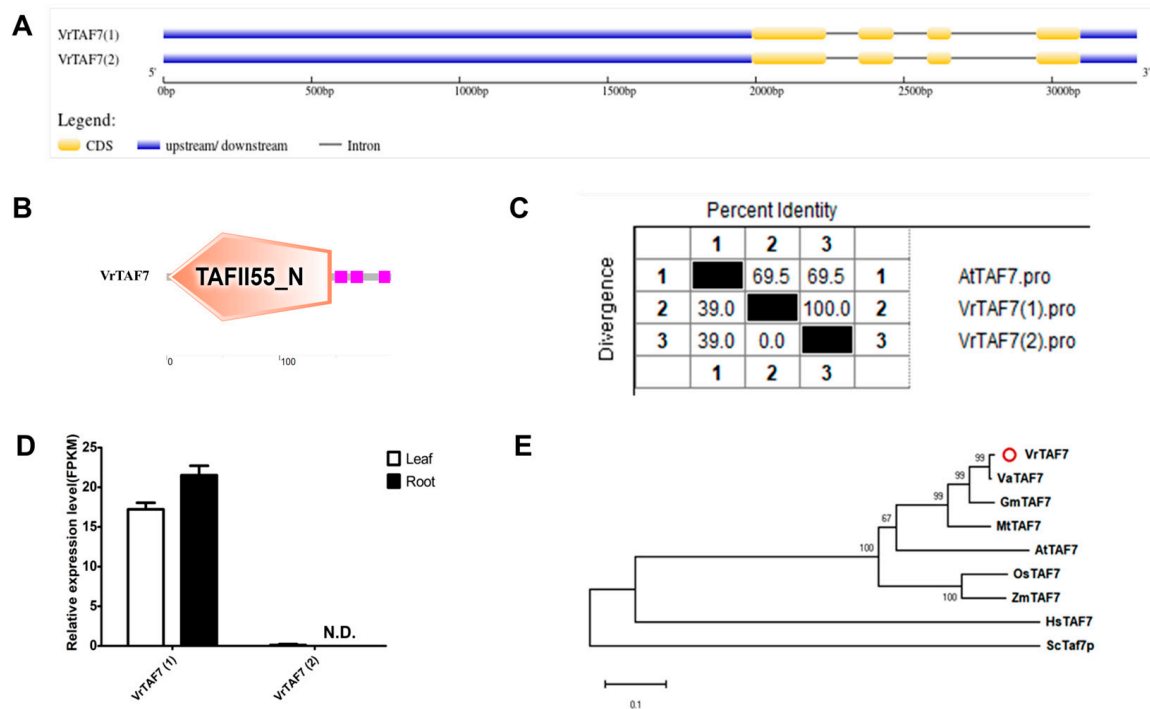 A
VrTAF7(1)
VrTAF7(2)
5' 3'
0bp 500bp 1000bp 1500bp 2000bp 2500bp 3000bp
Legend:
CDS upstream/ downstream Intron
B
VrTAF7
TAFII55_N
0 100
C
Percent Identity
Divergence
1 2 3
1 69.5 69.5 1 AtTAF7.pro
2 39.0 100.0 2 VrTAF7(1).pro
3 39.0 0.0 3 VrTAF7(2).pro
1 2 3
D
Relative expression level(FPKM)
25
20
15
10
5
0
Leaf
Root
N.D.
VrTAF7 (1) VrTAF7 (2)
E
99 VrTAF7
99 VaTAF7
99 GmTAF7
67 MtTAF7
100 AtTAF7
OsTAF7
100 ZmTAF7
HsTAF7
ScTaf7p
0.1